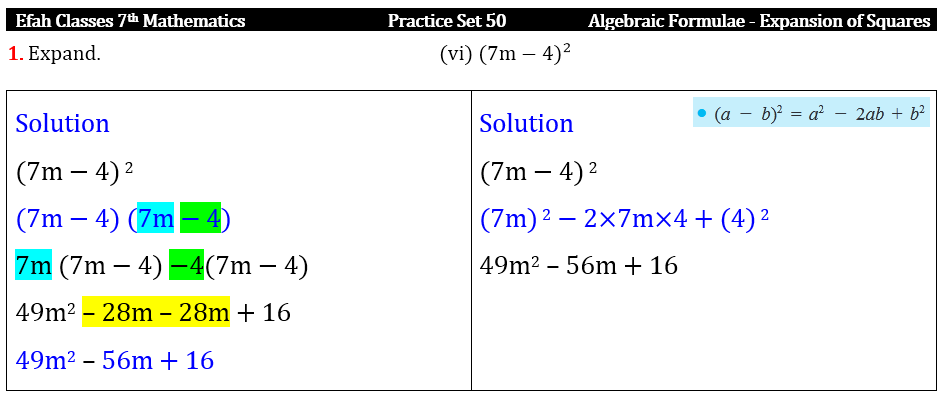 Efah Classes 7th Mathematics Practice Set 50 Algebraic Formulae - Expansion of Squares
1. Expand. (vi) (7m − 4)²
Solution
(7m − 4) ²
(7m − 4) (7m − 4)
7m (7m − 4) −4(7m − 4)
49m² – 28m – 28m + 16
49m² – 56m + 16
• (a − b)² = a² − 2ab + b²
Solution
(7m − 4) ²
(7m) ² − 2×7m×4 + (4) ²
49m² – 56m + 16